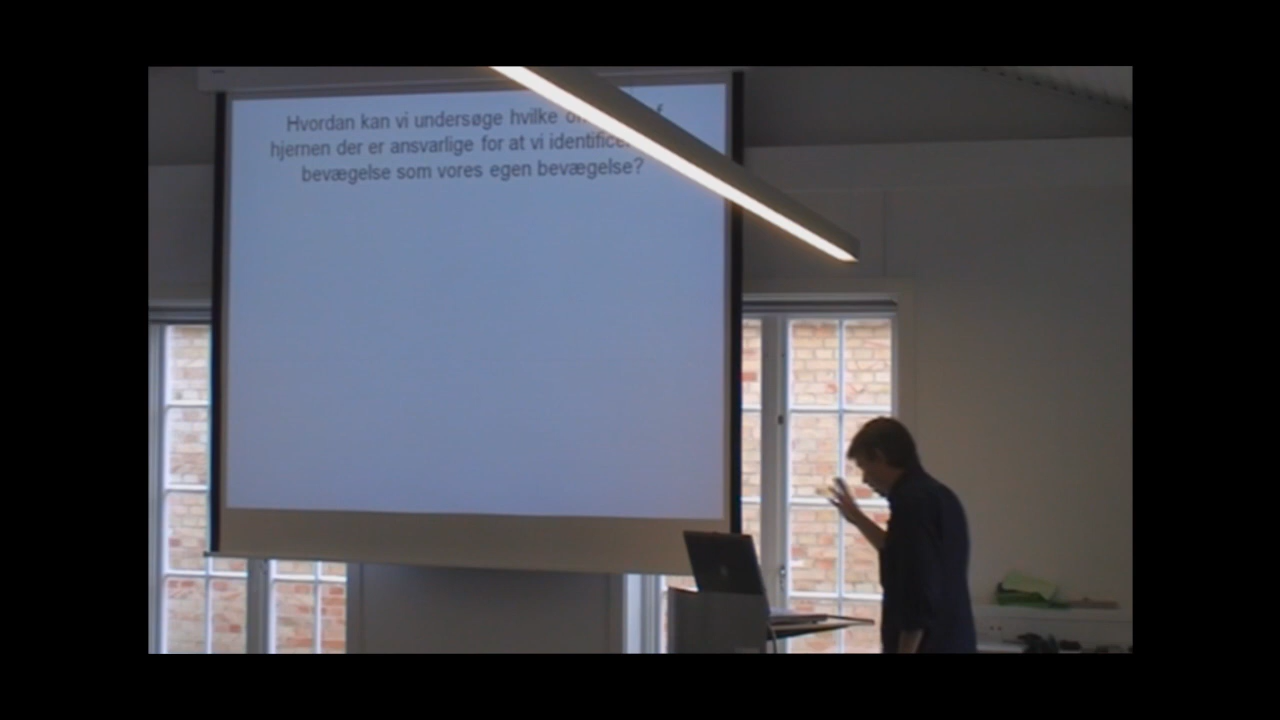 Hvordan kan vi undersøge hvilke
hjernen der er ansvarlige for at vi
bevægelse som vores egen bevægelse?